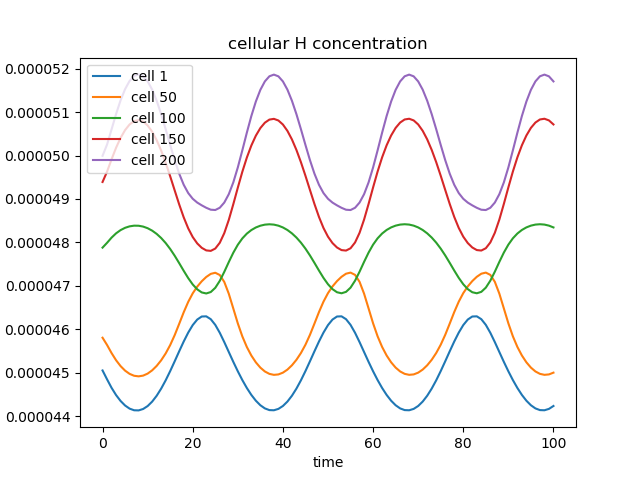 cellular H concentration
0.000052
0.000051
0.000050
0.000049
0.000048
0.000047
0.000046
0.000045
0.000044
cell 1
cell 50
cell 100
cell 150
cell 200
0 20 40 60 80 100
time